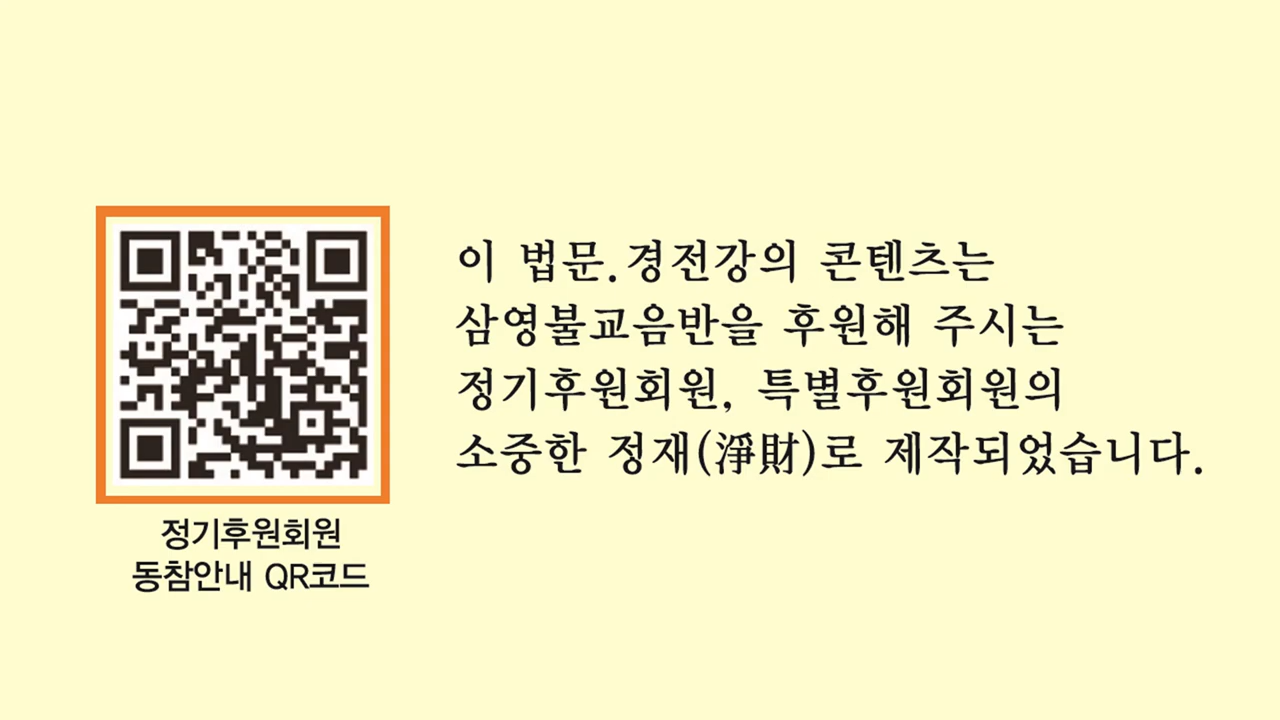 이 법문.경전강의 콘텐츠는
삼영불교음반을 후원해 주시는
정기후원회원, 특별후원회원의
소중한 정재(淨財)로 제작되었습니다.
정기후원회원
동참안내 QR코드